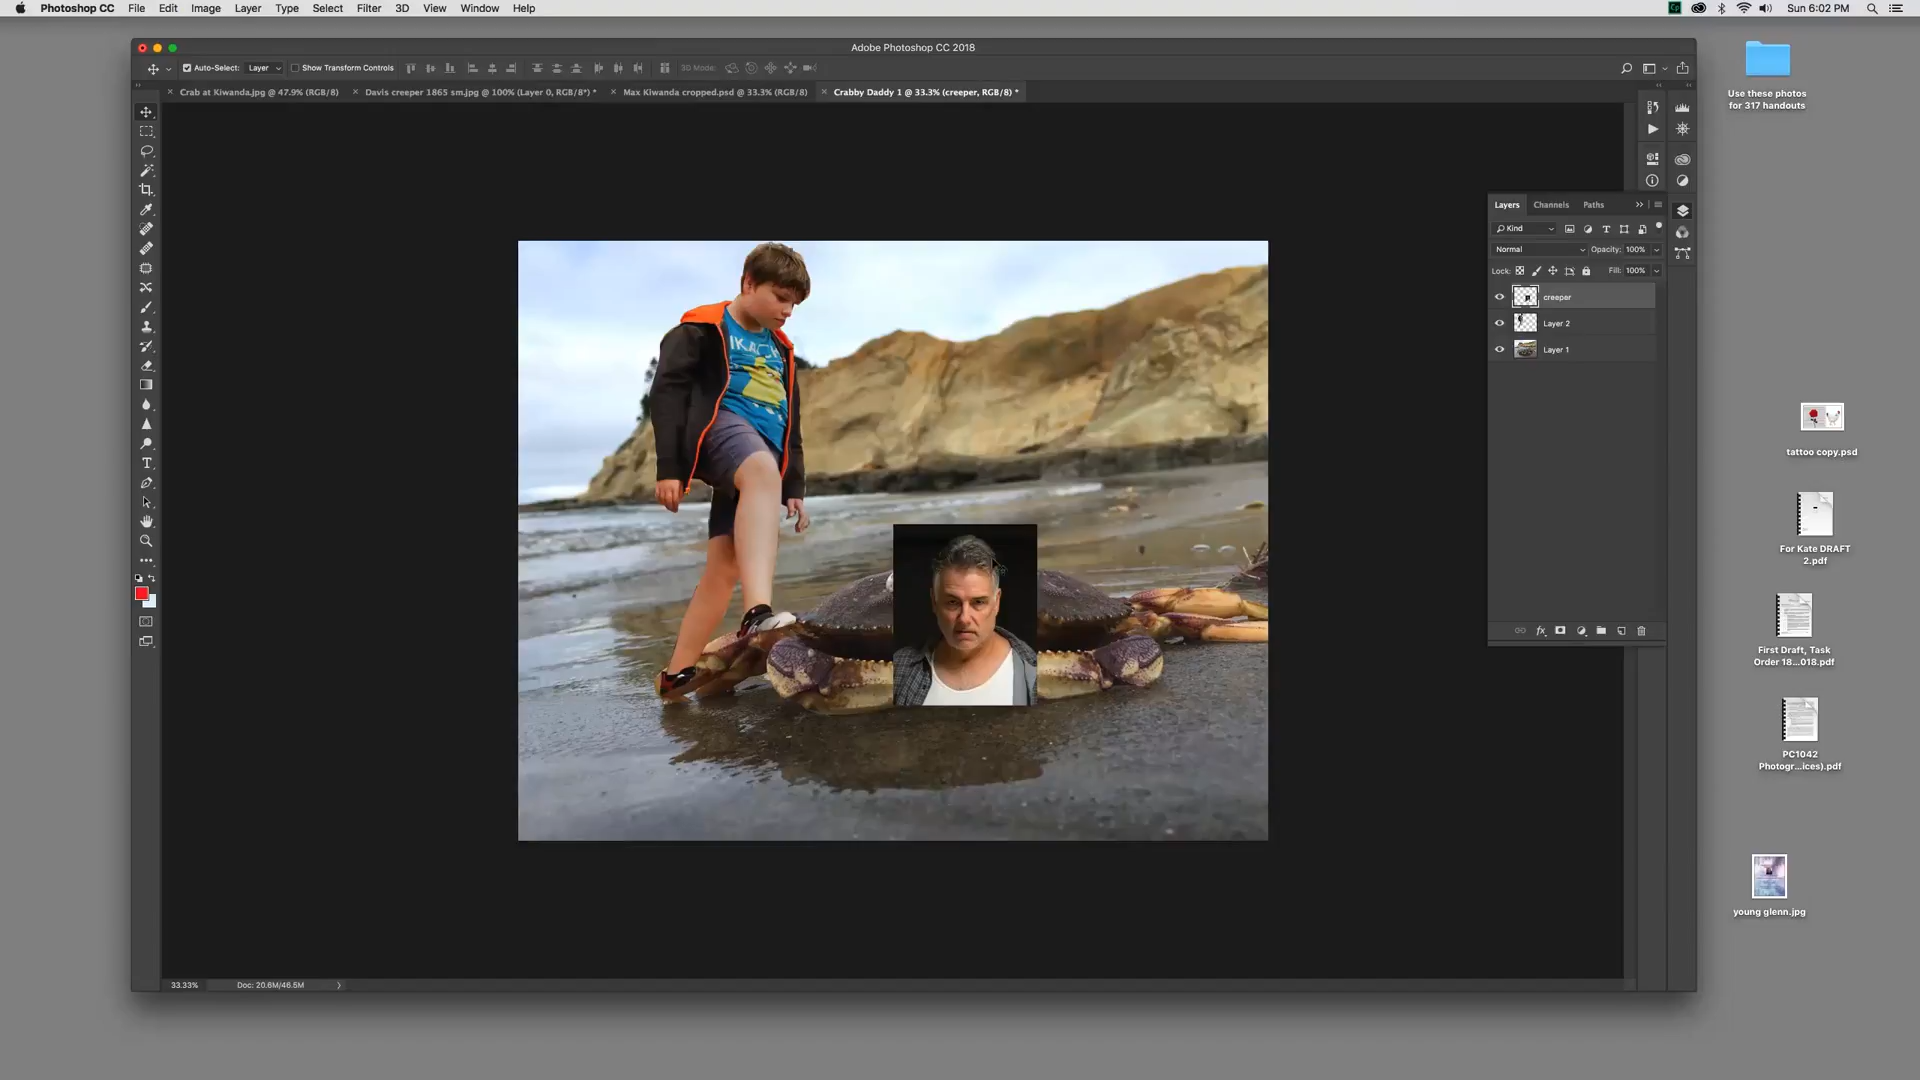 Photoshop CC File Edit Image Layer Type Select Filter 3D View Window Help
Sun 6:02 PM
Adobe Photoshop CC 2018
Auto-Select: Layer Show Transform Controls 3D Mode:
Crab at Kiwanda.jpg @ 47.9% (RGB/8) Davis creeper 1865 sm.jpg @ 100% (Layer 0, RGB/8*) * Max Kiwanda cropped.psd @ 33.3% (RGB/8) Crabby Daddy 1 @ 33.3% (creeper, RGB/8) *
Use these photos
for 317 handouts
Layers Channels Paths
Kind
Normal Opacity: 100%
Lock: Fill: 100%
creeper
Layer 2
Layer 1
IKACH
tattoo copy.psd
For Kate DRAFT
2.pdf
First Draft, Task
Order 18...018.pdf
PC1042
Photogr...ices).pdf
young glenn.jpg
33.33% Doc: 20.6M/46.5M